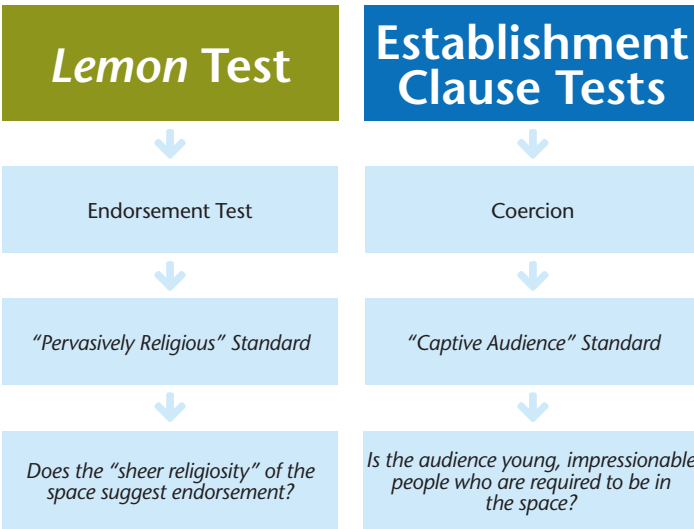 Lemon Test
Endorsement Test
“Pervasively Religious” Standard
Does the “sheer religiosity” of the
space suggest endorsement?
Establishment
Clause Tests
Coercion
“Captive Audience” Standard
Is the audience young, impressionable
people who are required to be in
the space?